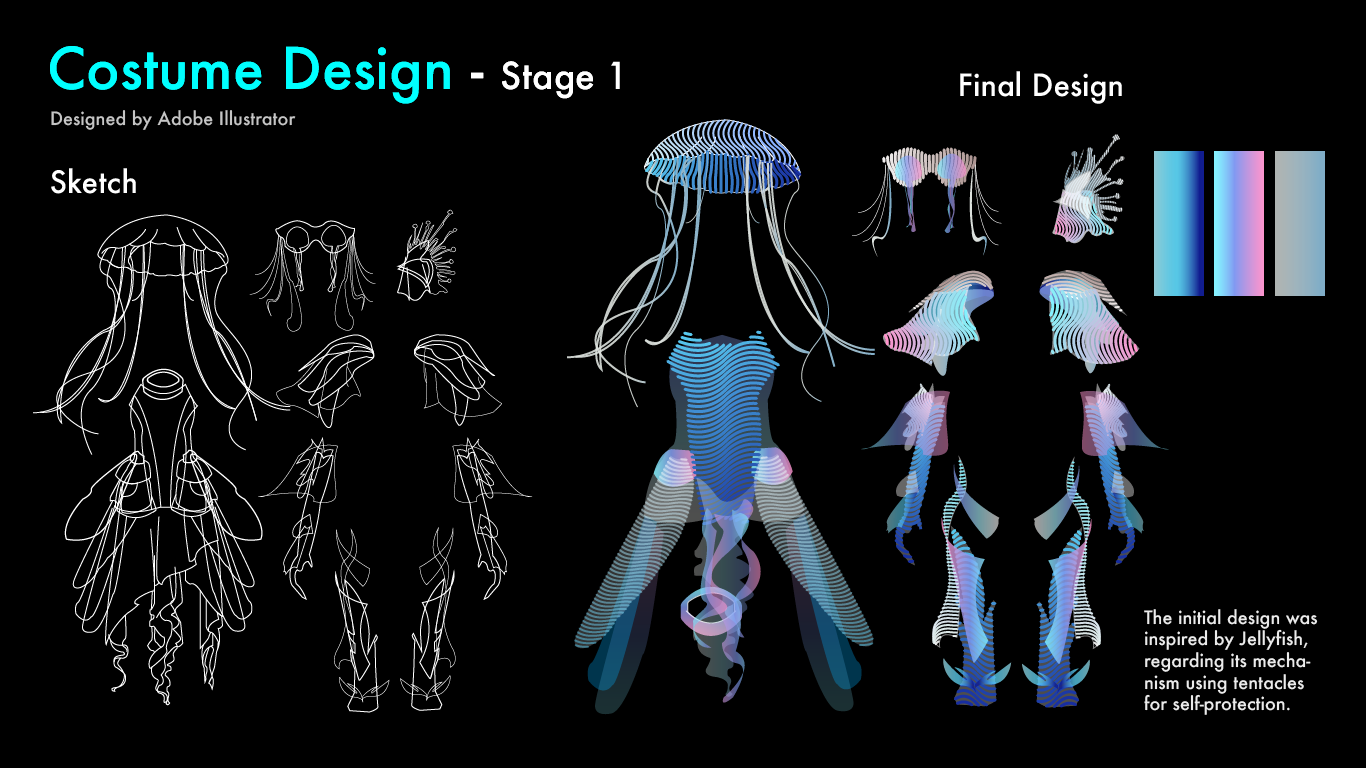 Costume Design - Stage 1
Designed by Adobe Illustrator
Final Design
Sketch
The initial design was
inspired by Jellyfish,
regarding its mecha-
nism using tentacles
for self-protection.